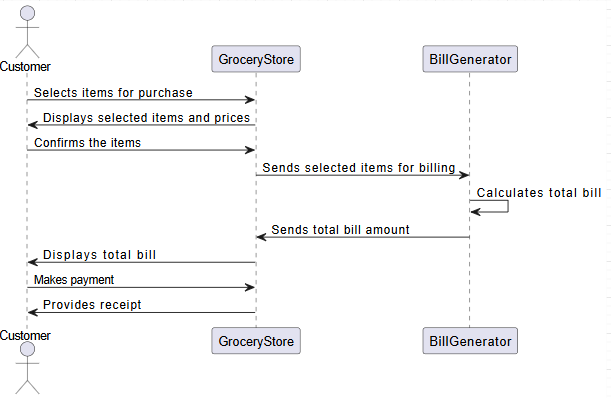 Customer
GroceryStore
BillGenerator
Selects items for purchase
Displays selected items and prices
Confirms the items
Sends selected items for billing
Calculates total bill
Sends total bill amount
Displays total bill
Makes payment
Provides receipt
Customer
GroceryStore
BillGenerator